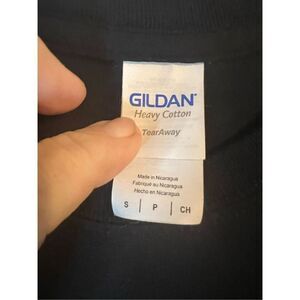 GILDAN
Heavy Cotton
TearAway
Made in Nicaragua
Fabriqué au Nicaragua
Hecho en Nicaragua
S | P | CH